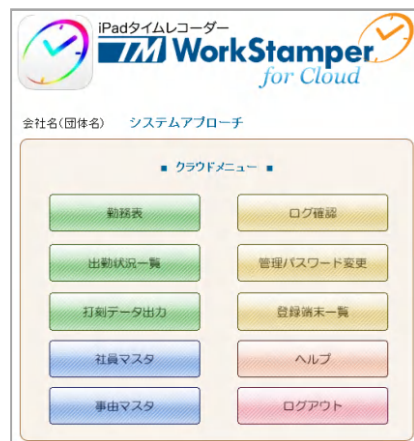 iPadタイムレコーダー
TM WorkStamper
for Cloud
会社名(団体名) システムアプローチ
■ クラウドメニュー ■
勤務表 ログ確認
出勤状況一覧 管理パスワード変更
打刻データ出力 登録端末一覧
社員マスタ ヘルプ
事由マスタ ログアウト